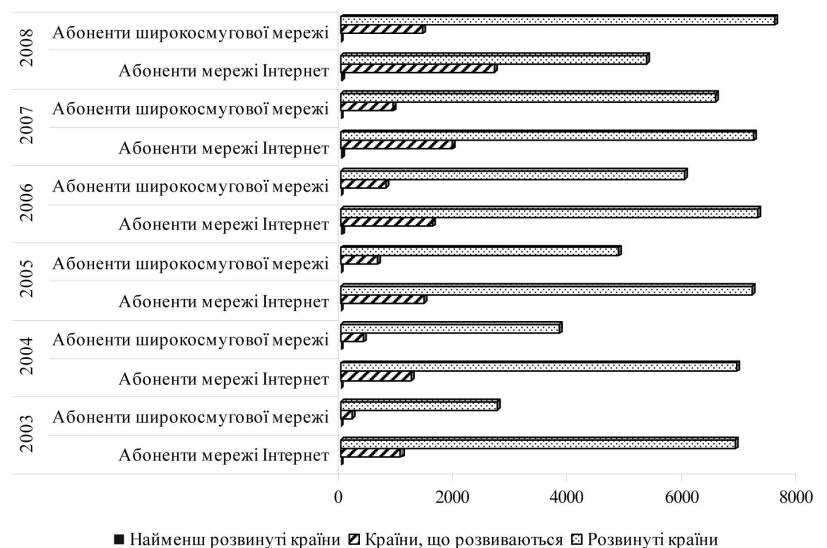 2008
Абоненти широкосмугової мережі
Абоненти мережі Інтернет
2007
Абоненти широкосмугової мережі
Абоненти мережі Інтернет
2006
Абоненти широкосмугової мережі
Абоненти мережі Інтернет
2005
Абоненти широкосмугової мережі
Абоненти мережі Інтернет
2004
Абоненти широкосмугової мережі
Абоненти мережі Інтернет
2003
Абоненти широкосмугової мережі
Абоненти мережі Інтернет
0 2000 4000 6000 8000
Найменш розвинуті країни Країни, що розвиваються Розвинуті країни